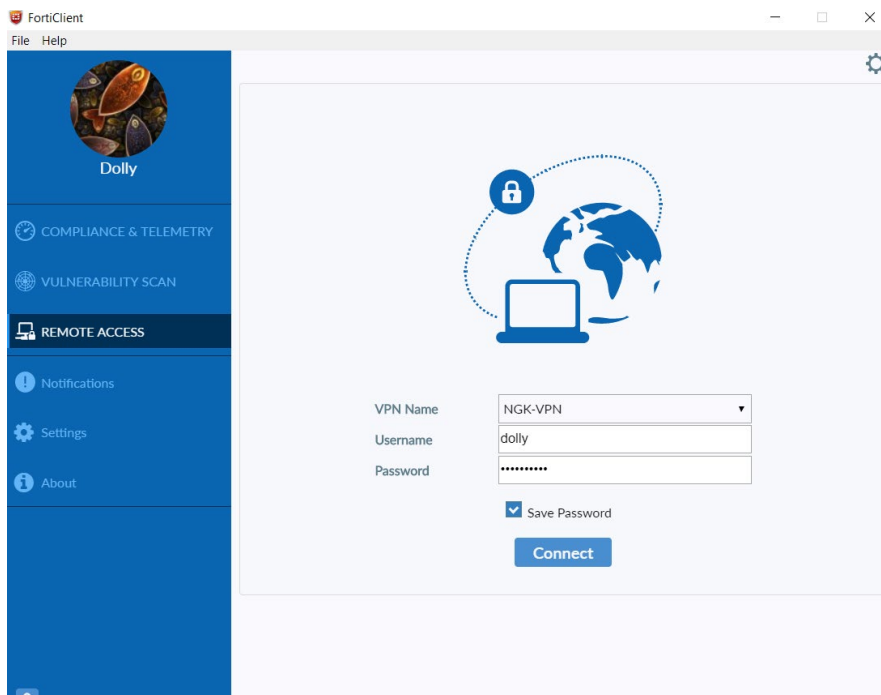 FortiClient
File Help
Dolly
COMPLIANCE & TELEMETRY
VULNERABILITY SCAN
REMOTE ACCESS
Notifications
Settings
About
VPN Name NGK-VPN
Username dolly
Password ••••••••••
Save Password
Connect